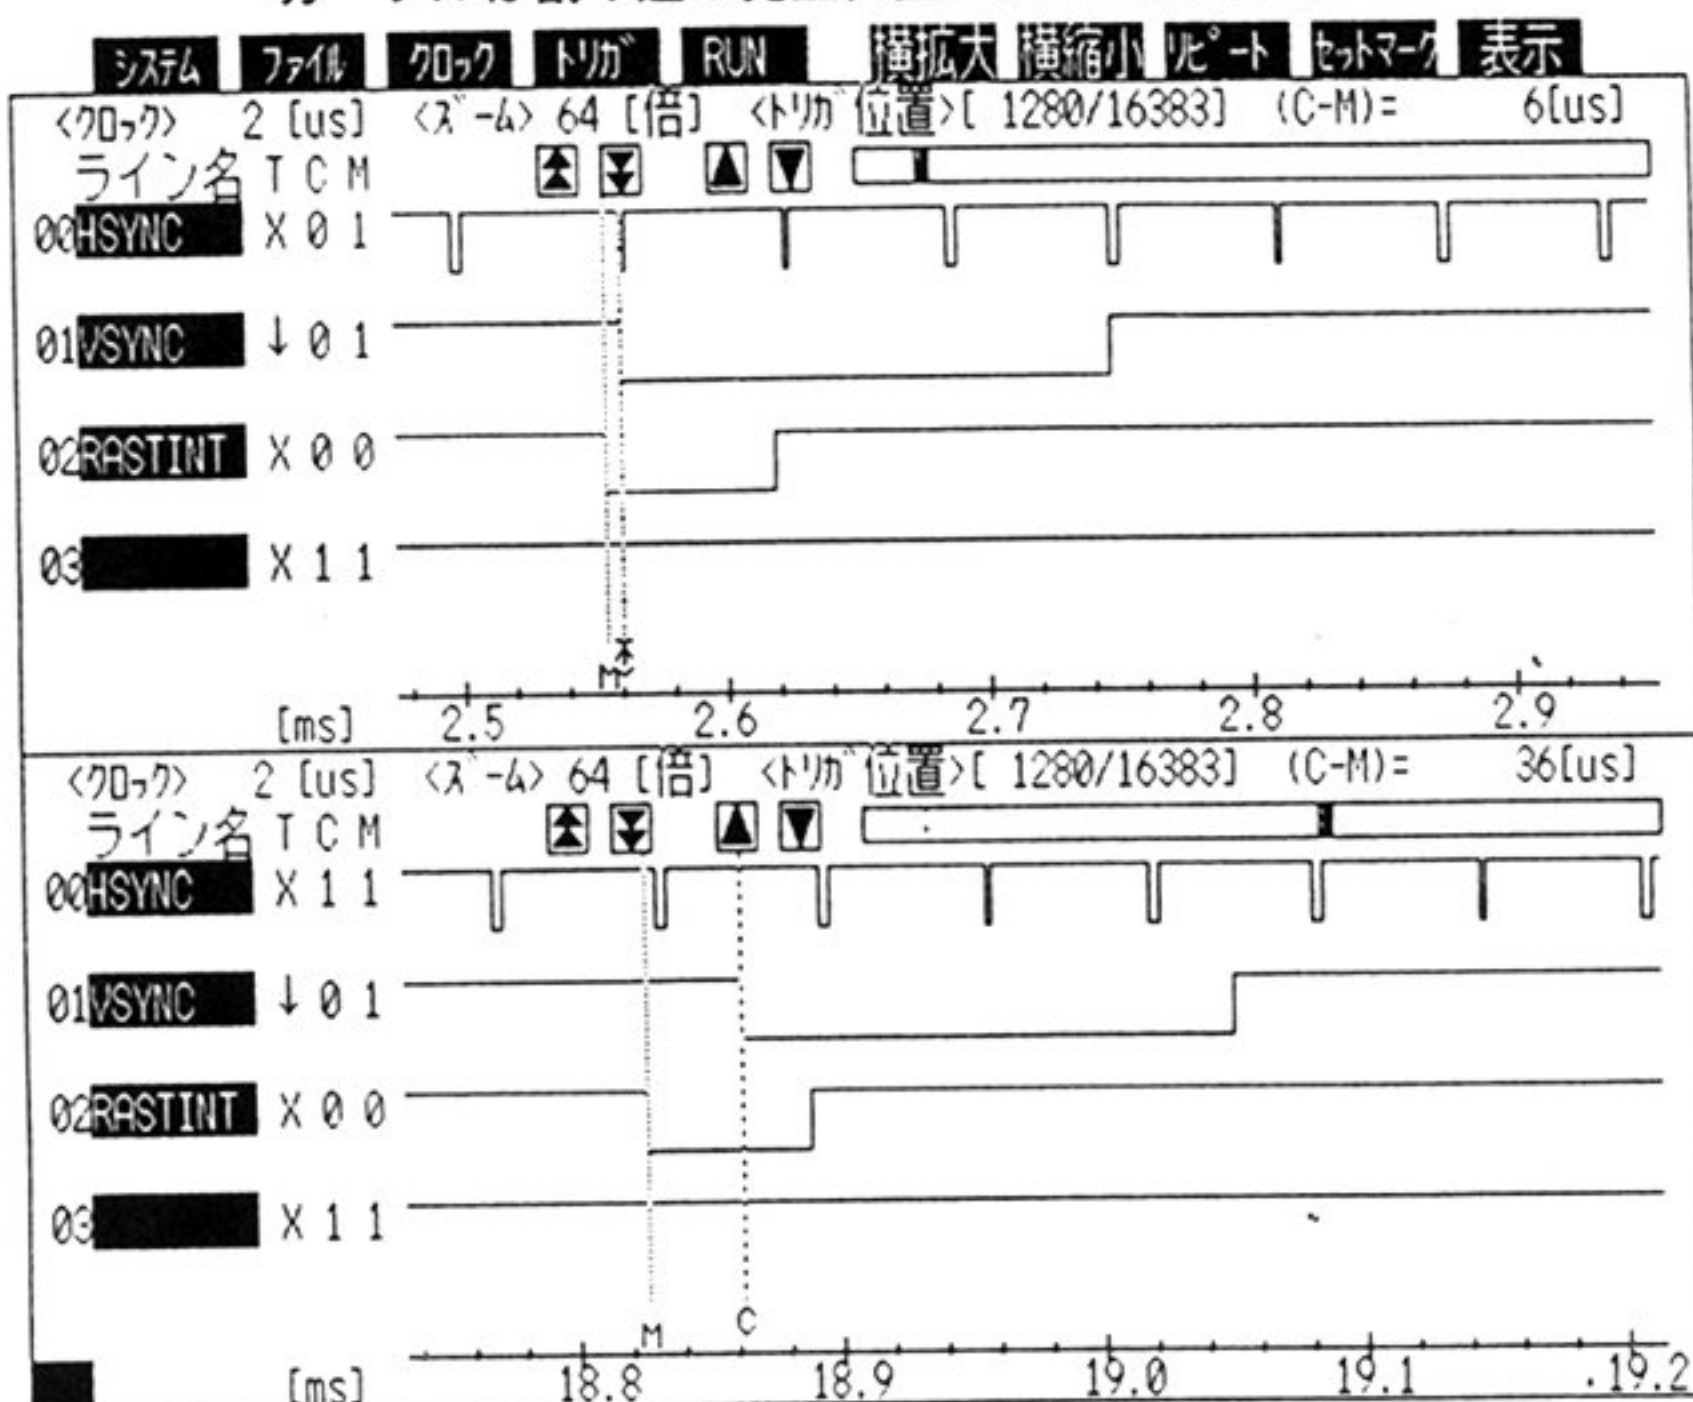 システム ファイル クロック トリガ RUN 横拡大 横縮小 リピート セットマーク 表示
<クロック> 2 [us] <ズーム> 64 [倍] <トリガ位置>[ 1280/16383] (C-M)= 6[us]
ライン名 T C M
00HSYNC X 0 1
01VSYNC ↓ 0 1
02RASTINT X 0 0
03 X 1 1
M
[ms] 2.5 2.6 2.7 2.8 2.9
<クロック> 2 [us] <ズーム> 64 [倍] <トリガ位置>[ 1280/16383] (C-M)= 36[us]
ライン名 T C M
00HSYNC X 1 1
01VSYNC ↓ 0 1
02RASTINT X 0 0
03 X 1 1
M C
[ms] 18.8 18.9 19.0 19.1 19.2